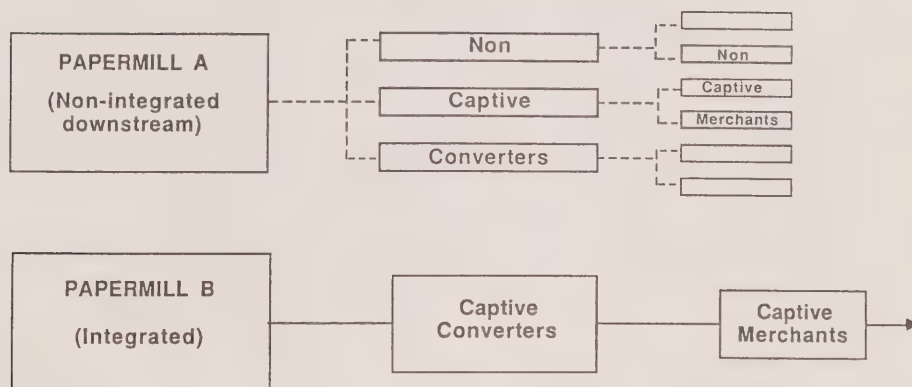 PAPERMILL A
(Non-integrated
downstream)
Non
Captive
Converters
Non
Captive
Merchants
PAPERMILL B
(Integrated)
Captive
Converters
Captive
Merchants